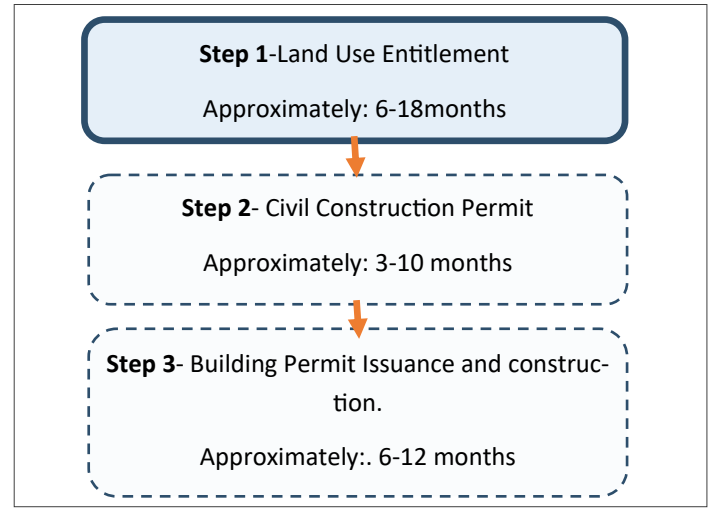 Step 1-Land Use Entitlement
Approximately: 6-18months
Step 2- Civil Construction Permit
Approximately: 3-10 months
Step 3- Building Permit Issuance and construc-
tion.
Approximately:. 6-12 months